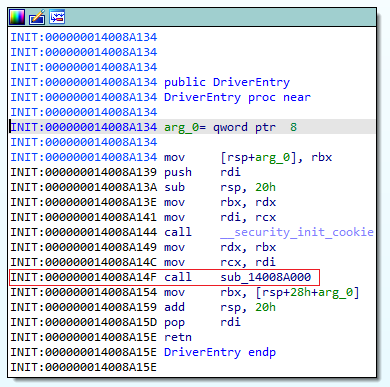 INIT:000000014008A134
INIT:000000014008A134
INIT:000000014008A134
INIT:000000014008A134 public DriverEntry
INIT:000000014008A134 DriverEntry proc near
INIT:000000014008A134
INIT:000000014008A134 arg_0= qword ptr  8
INIT:000000014008A134
INIT:000000014008A134 mov     [rsp+arg_0], rbx
INIT:000000014008A139 push    rdi
INIT:000000014008A13A sub     rsp, 20h
INIT:000000014008A13E mov     rbx, rdx
INIT:000000014008A141 mov     rdi, rcx
INIT:000000014008A144 call    __security_init_cookie
INIT:000000014008A149 mov     rdx, rbx
INIT:000000014008A14C mov     rcx, rdi
INIT:000000014008A14F call    sub_14008A000
INIT:000000014008A154 mov     rbx, [rsp+28h+arg_0]
INIT:000000014008A159 add     rsp, 20h
INIT:000000014008A15D pop     rdi
INIT:000000014008A15E retn
INIT:000000014008A15E DriverEntry endp
INIT:000000014008A15E